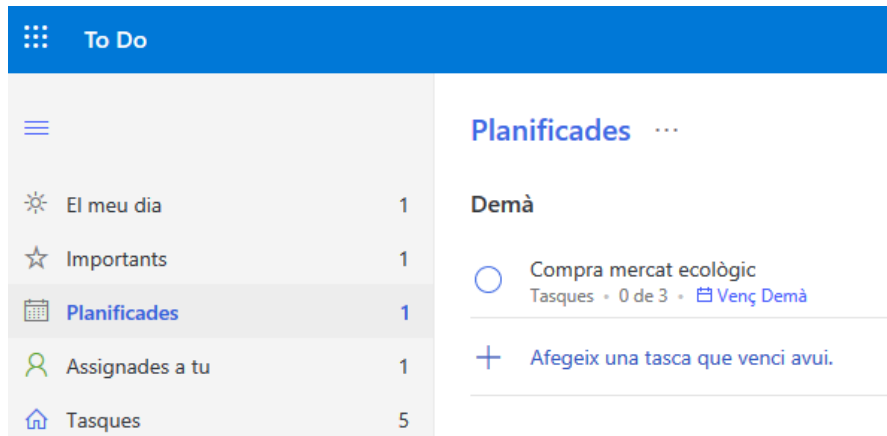 To Do
El meu dia 1
Importants 1
Planificades 1
Assignades a tu 1
Tasques 5
Planificades ···
Demà
Compra mercat ecològic
Tasques • 0 de 3 • Venç Demà
Afegeix una tasca que venci avui.